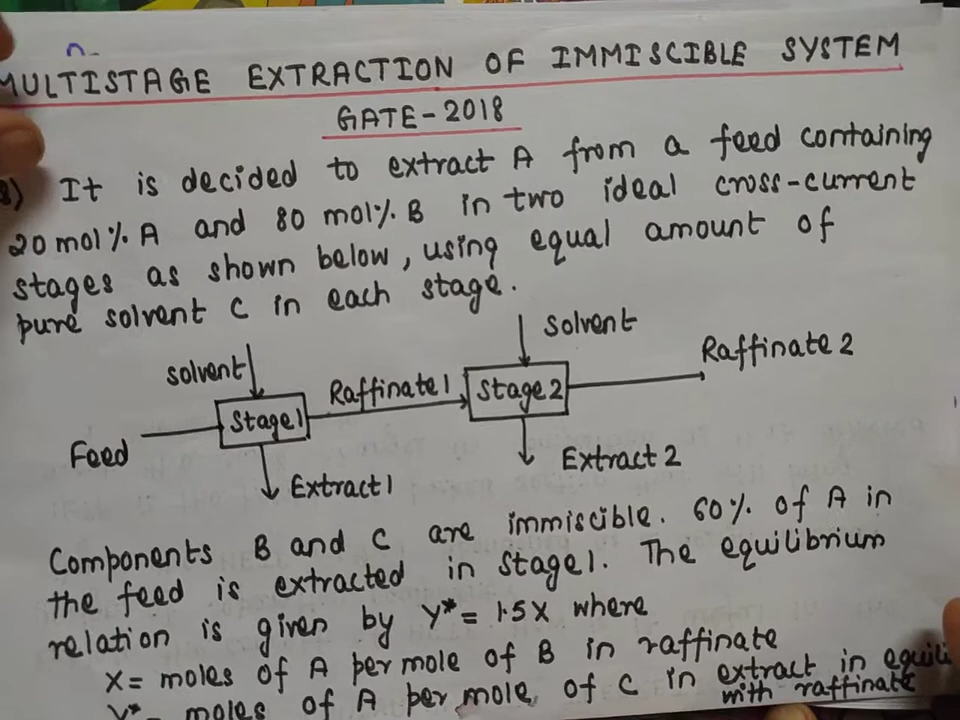 MULTISTAGE EXTRACTION OF IMMISCIBLE SYSTEM
GATE-2018
8) It is decided to extract A from a feed containing
20 mol% A and 80 mol% B in two ideal cross-current
stages as shown below, using equal amount of
pure solvent C in each stage.
solvent
solvent
Raffinate 2
Raffinate 1
Stage 2
Stage 1
Feed
Extract 2
Extract 1
Components B and C are immiscible. 60% of A in
the feed is extracted in stage 1. The equilibrium
relation is given by Y* = 1.5X where
X = moles of A per mole of B in raffinate
Y* = moles of A per mole of C in extract in equili
with raffinate